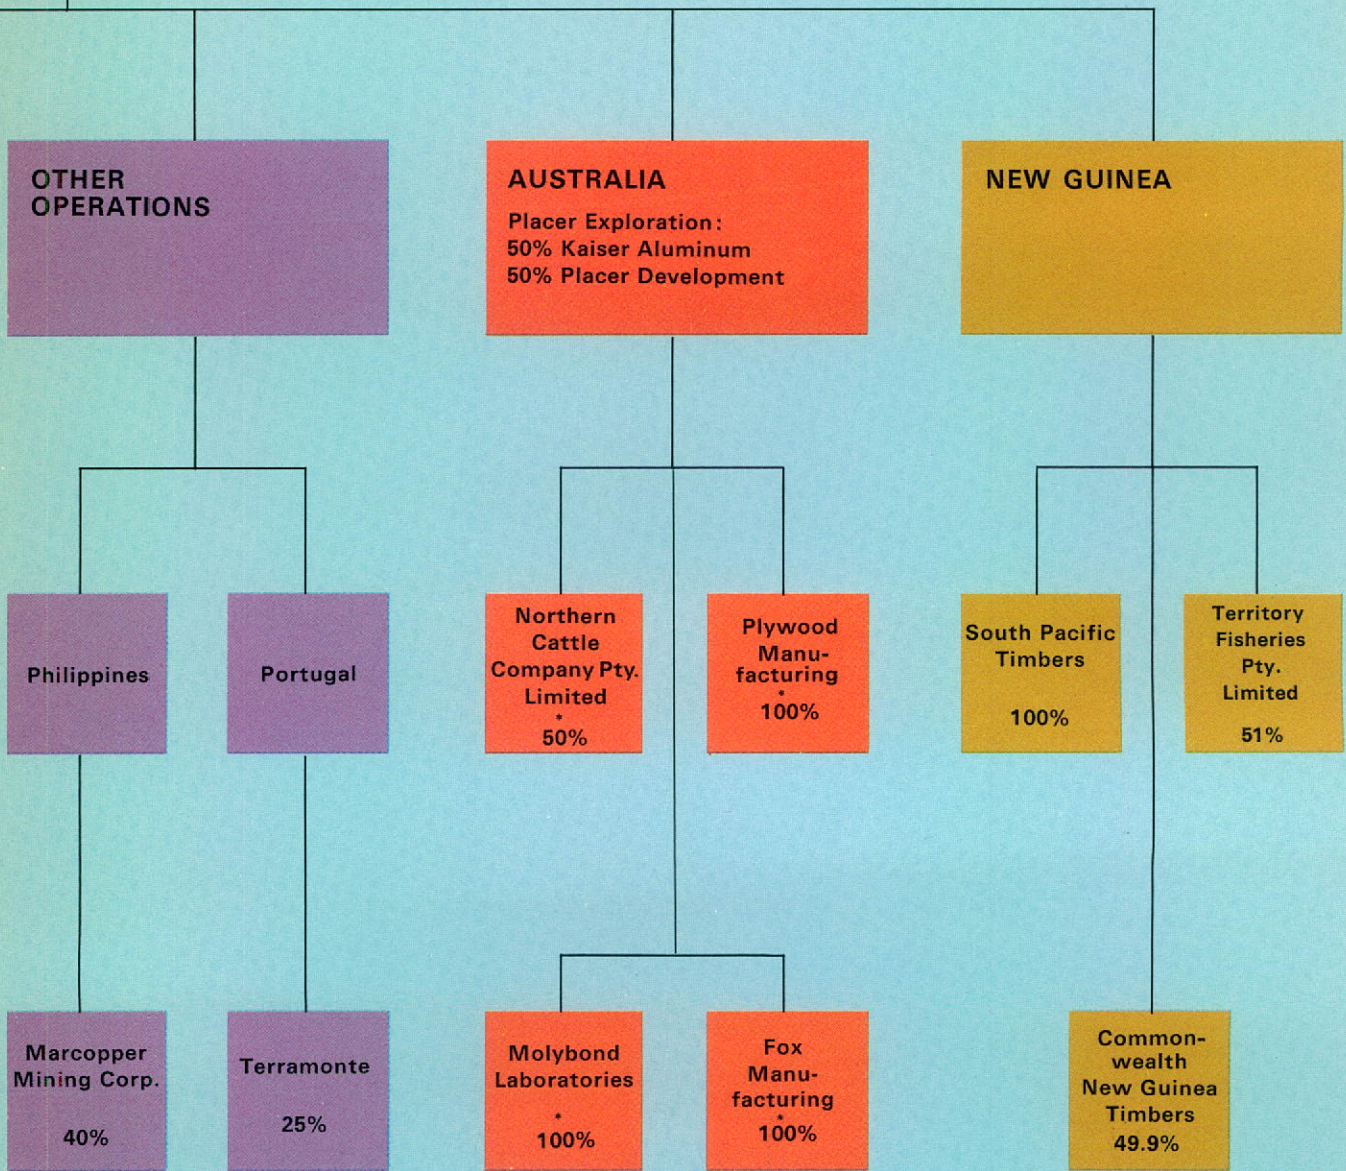 OTHER
OPERATIONS
AUSTRALIA
Placer Exploration:
50% Kaiser Aluminum
50% Placer Development
NEW GUINEA
Philippines
Portugal
Northern
Cattle
Company Pty.
Limited
*
50%
Plywood
Manu-
facturing
*
100%
South Pacific
Timbers
100%
Territory
Fisheries
Pty.
Limited
51%
Marcopper
Mining Corp.
40%
Terramonte
25%
Molybond
Laboratories
*
100%
Fox
Manu-
facturing
*
100%
Common-
wealth
New Guinea
Timbers
49.9%